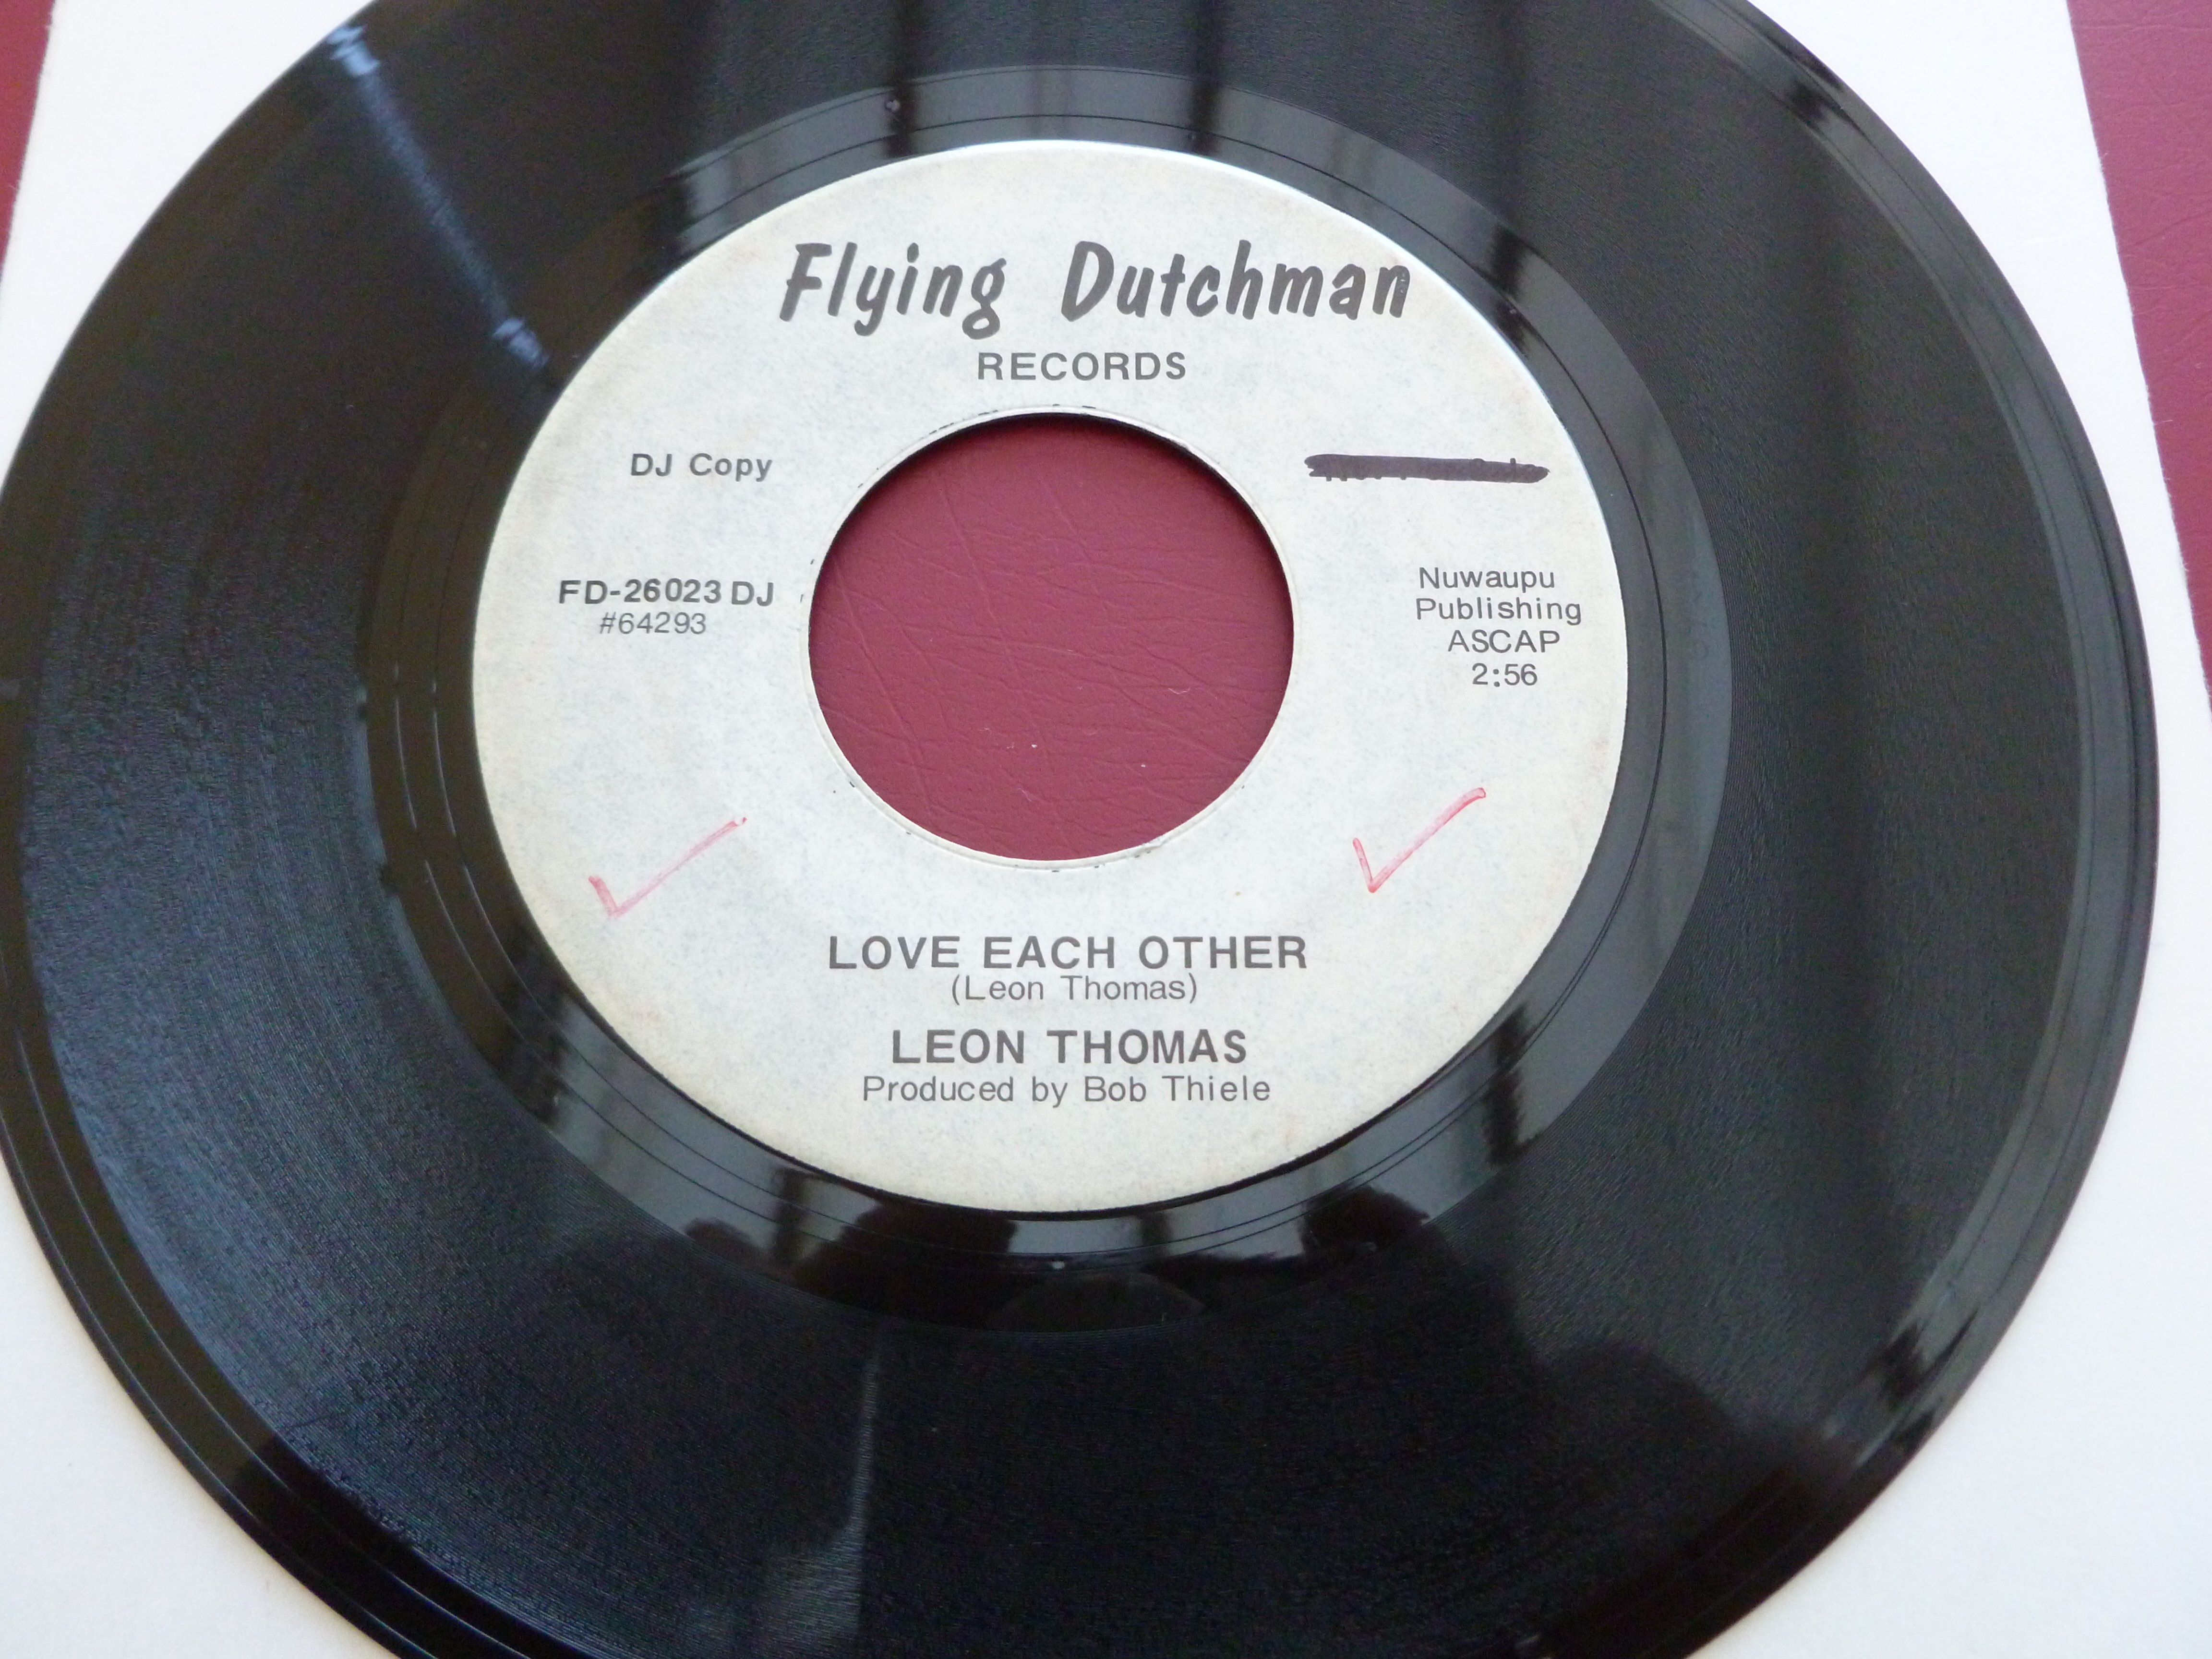 Flying Dutchman
RECORDS
DJ Copy
FD-26023 DJ
#64293
Nuwaupu
Publishing
ASCAP
2:56
LOVE EACH OTHER
(Leon Thomas)
LEON THOMAS
Produced by Bob Thiele